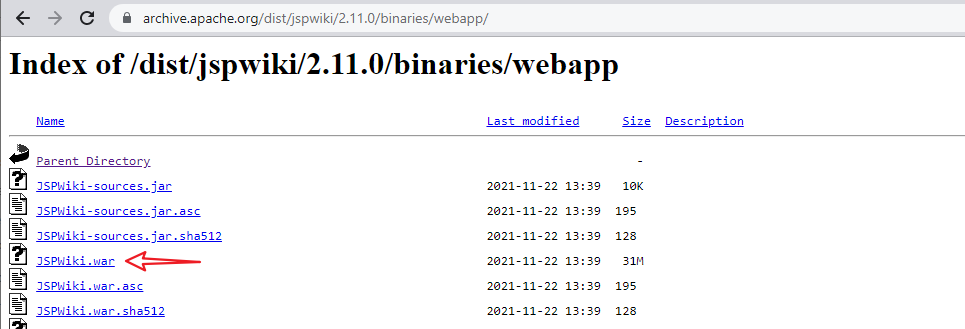 archive.apache.org/dist/jspwiki/2.11.0/binaries/webapp/
Index of /dist/jspwiki/2.11.0/binaries/webapp
Name Last modified Size Description
Parent Directory -
JSPWiki-sources.jar 2021-11-22 13:39 10K
JSPWiki-sources.jar.asc 2021-11-22 13:39 195
JSPWiki-sources.jar.sha512 2021-11-22 13:39 128
JSPWiki.war 2021-11-22 13:39 31M
JSPWiki.war.asc 2021-11-22 13:39 195
JSPWiki.war.sha512 2021-11-22 13:39 128